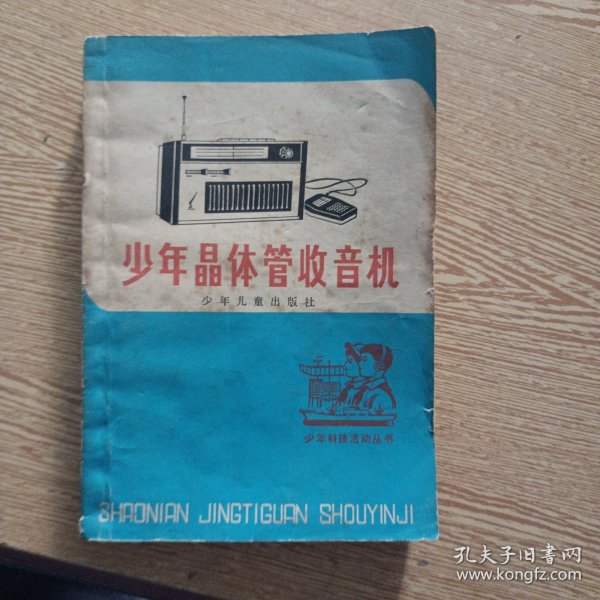 少年晶体管收音机
少年儿童出版社
少年科技活动丛书
SHAONIAN JINGTIGUAN SHOUYINJI
孔夫子旧书网
www.kongfz.com